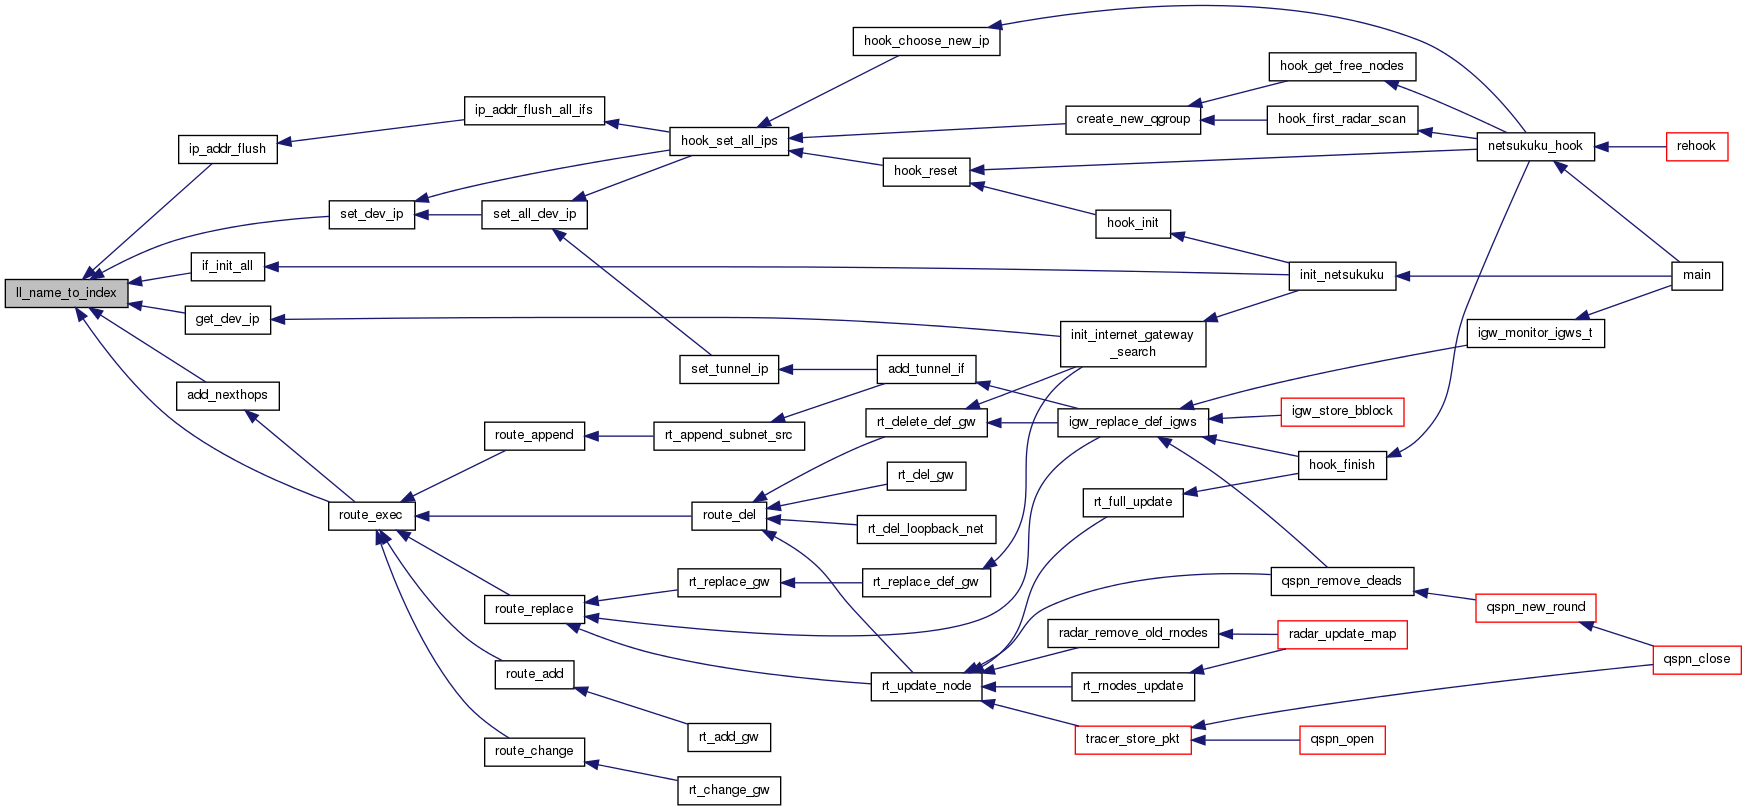 ll_name_to_index
ip_addr_flush
set_dev_ip
if_init_all
get_dev_ip
add_nexthops
route_exec
ip_addr_flush_all_ifs
set_all_dev_ip
route_append
route_replace
route_add
route_change
hook_set_all_ips
set_tunnel_ip
rt_append_subnet_src
route_del
rt_replace_gw
rt_add_gw
rt_change_gw
hook_choose_new_ip
hook_reset
add_tunnel_if
rt_delete_def_gw
rt_del_gw
rt_del_loopback_net
rt_replace_def_gw
rt_update_node
create_new_qgroup
hook_init
init_internet_gateway
_search
igw_replace_def_igws
rt_full_update
radar_remove_old_rnodes
rt_rnodes_update
tracer_store_pkt
hook_get_free_nodes
hook_first_radar_scan
init_netsukuku
igw_store_bblock
hook_finish
qspn_remove_deads
radar_update_map
qspn_open
netsukuku_hook
igw_monitor_igws_t
qspn_new_round
rehook
main
qspn_close